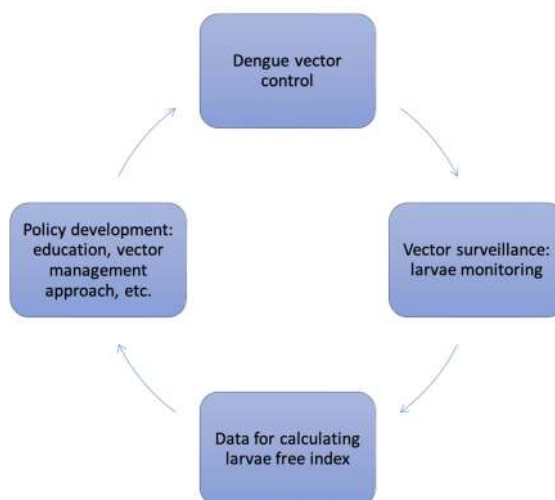 Dengue vector
control
Policy development:
education, vector
management
approach, etc.
Vector surveillance:
larvae monitoring
Data for calculating
larvae free index